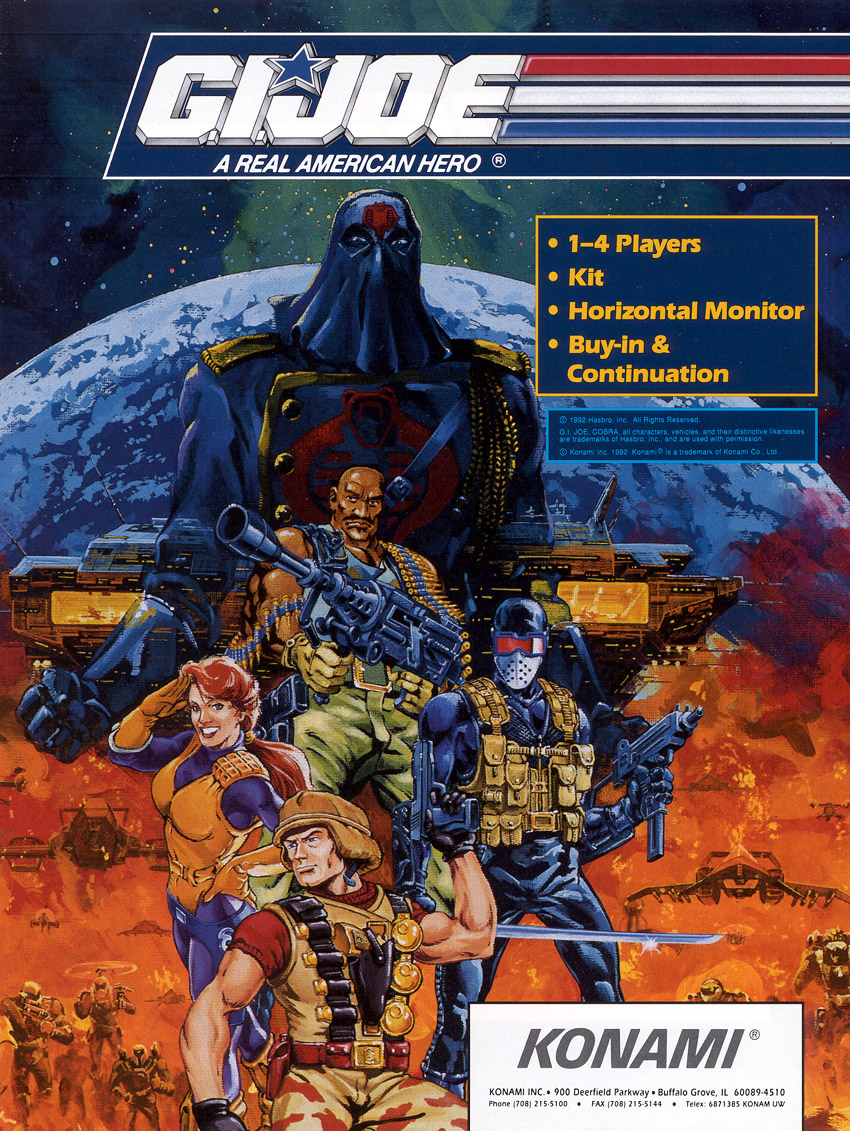 G.I.JOE
A REAL AMERICAN HERO ®
• 1–4 Players
• Kit
• Horizontal Monitor
• Buy-in &
Continuation
© 1992 Hasbro, Inc. All Rights Reserved.
G.I. JOE, COBRA, all characters, vehicles, and their distinctive likenesses
are trademarks of Hasbro, Inc., and are used with permission.
© Konami Inc. 1992 Konami® is a trademark of Konami Co., Ltd.
KONAMI®
KONAMI INC. • 900 Deerfield Parkway • Buffalo Grove, IL 60089-4510
Phone (708) 215-5100 • FAX (708) 215-5144 • Telex: 6871385 KONAM UW